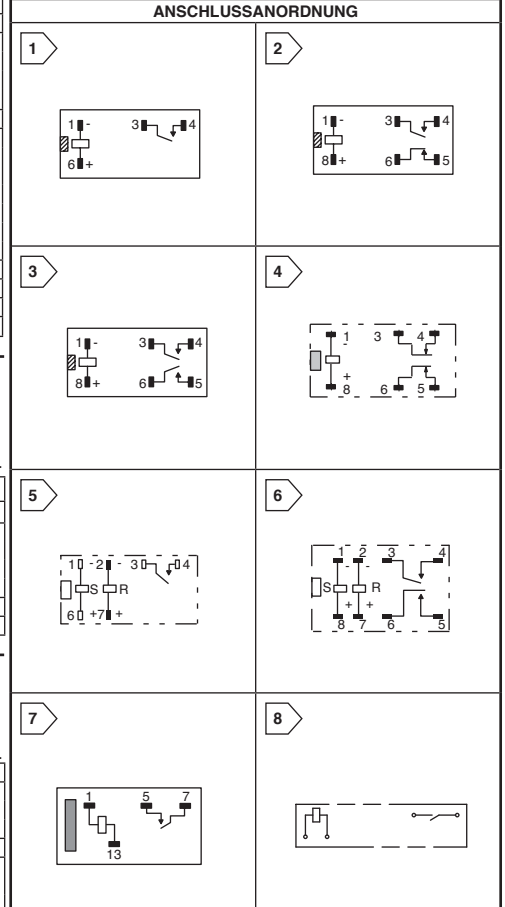 ANSCHLUSSANORDNUNG
1 2
1 - 3 4
6 +
1 - 3 4
8 + 6 5
3 4
1 - 3 4
8 + 6 5
1 3 4
-
+
8 6 5
5 6
1 - 2 - 3 4
S R
6 + 7 +
1 2 3 4
- -
S R
+ +
8 7 6 5
7 8
1 5 7
13